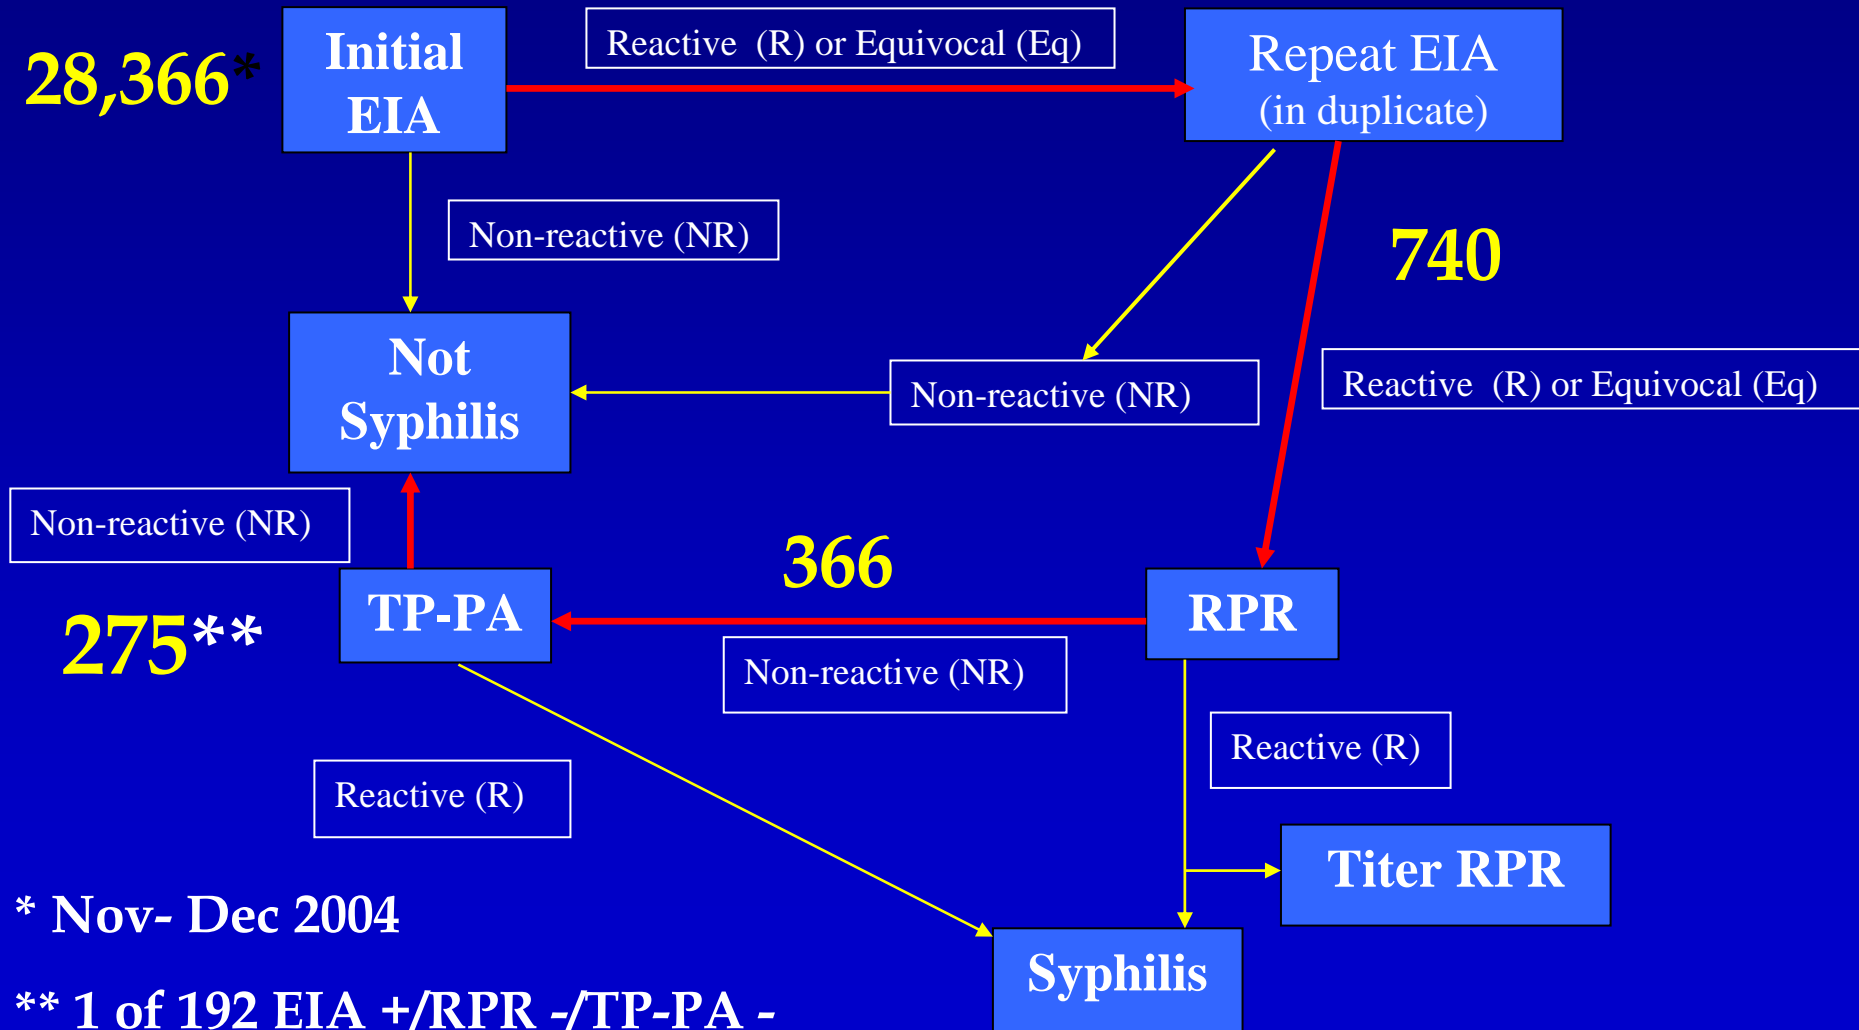 28,366*
Initial
EIA
Reactive (R) or Equivocal (Eq)
Repeat EIA
(in duplicate)
Non-reactive (NR)
740
Not
Syphilis
Non-reactive (NR)
Reactive (R) or Equivocal (Eq)
Non-reactive (NR)
366
TP-PA
RPR
275**
Non-reactive (NR)
Reactive (R)
Reactive (R)
Titer RPR
* Nov- Dec 2004
Syphilis
** 1 of 192 EIA +/RPR -/TP-PA -